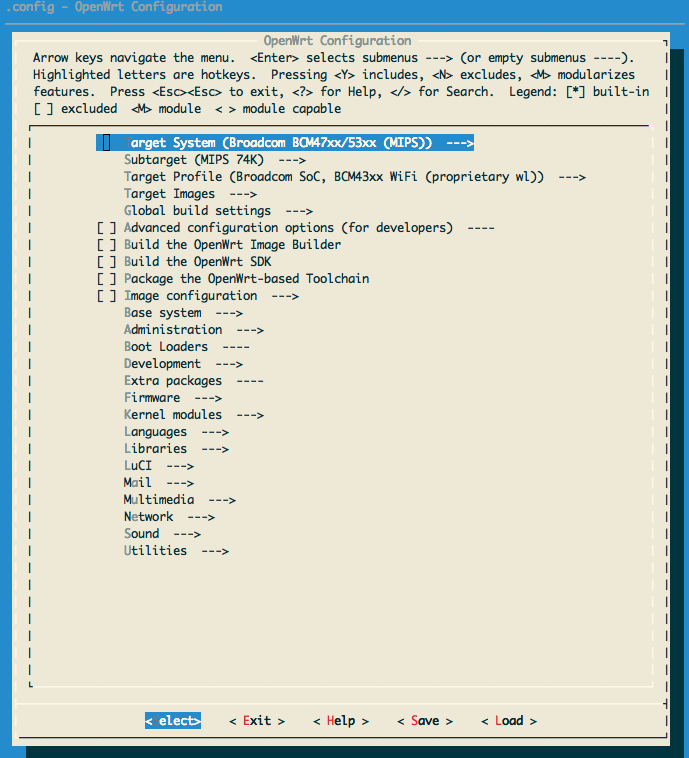 .config - OpenWrt Configuration
OpenWrt Configuration
Arrow keys navigate the menu.  <Enter> selects submenus ---> (or empty submenus ----).
Highlighted letters are hotkeys.  Pressing <Y> includes, <N> excludes, <M> modularizes
features.  Press <Esc><Esc> to exit, <?> for Help, </> for Search.  Legend: [*] built-in
[ ] excluded  <M> module  < > module capable
arget System (Broadcom BCM47xx/53xx (MIPS))  --->
Subtarget (MIPS 74K)  --->
Target Profile (Broadcom SoC, BCM43xx WiFi (proprietary wl))  --->
Target Images  --->
Global build settings  --->
[ ] Advanced configuration options (for developers)  ----
[ ] Build the OpenWrt Image Builder
[ ] Build the OpenWrt SDK
[ ] Package the OpenWrt-based Toolchain
[ ] Image configuration  --->
Base system  --->
Administration  --->
Boot Loaders  ----
Development  --->
Extra packages  ----
Firmware  --->
Kernel modules  --->
Languages  --->
Libraries  --->
LuCI  --->
Mail  --->
Multimedia  --->
Network  --->
Sound  --->
Utilities  --->
< elect>    < Exit >    < Help >    < Save >    < Load >